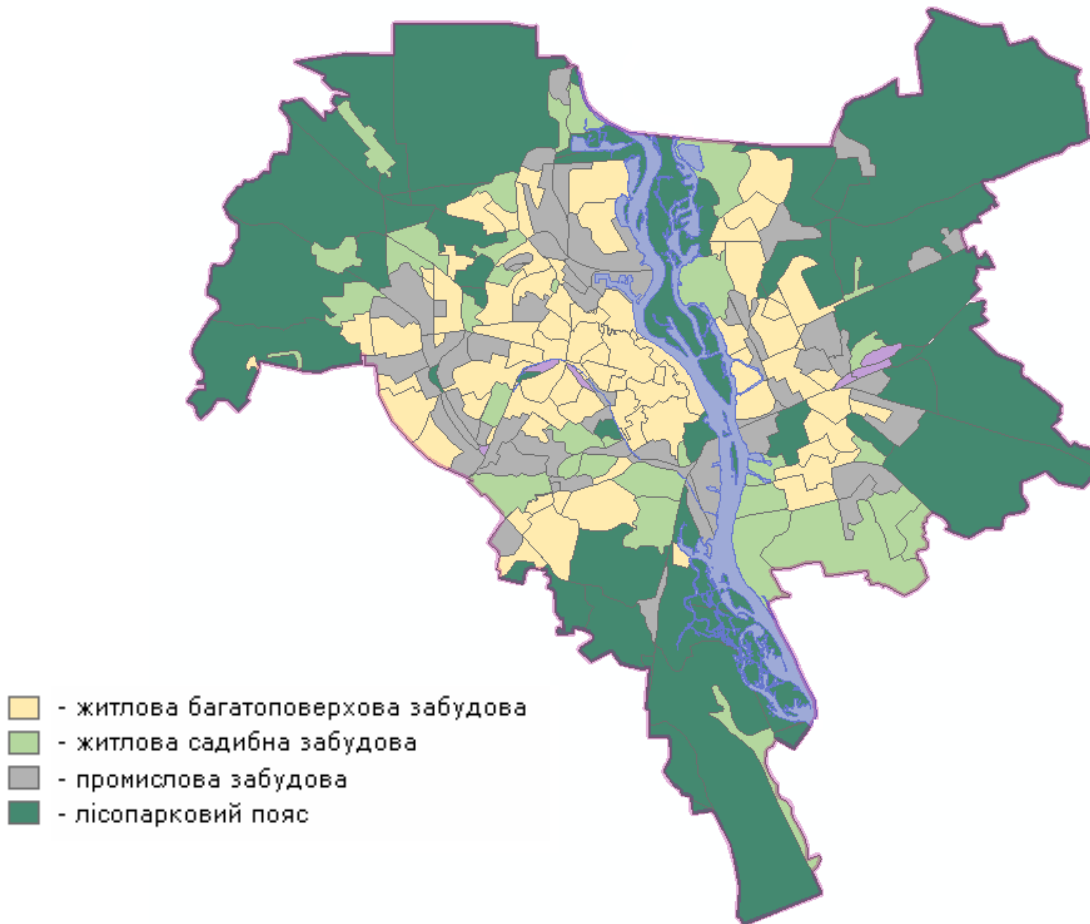 - житлова багатоповерхова забудова
- житлова садибна забудова
- промислова забудова
- лісопарковий пояс